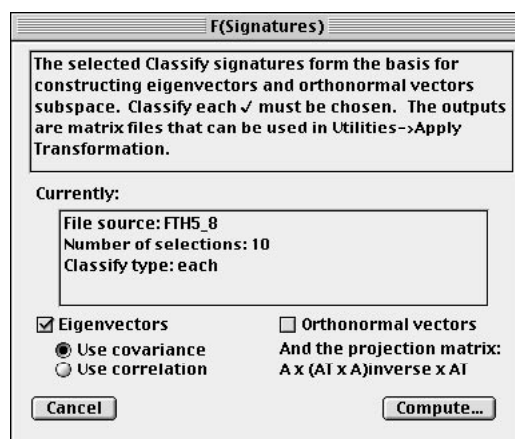 F(Signatures)
The selected Classify signatures form the basis for
constructing eigenvectors and orthonormal vectors
subspace. Classify each ✓ must be chosen. The outputs
are matrix files that can be used in Utilities->Apply
Transformation.
Currently:
File source: FTH5_8
Number of selections: 10
Classify type: each
Eigenvectors
Use covariance
Use correlation
Orthonormal vectors
And the projection matrix:
A x (AT x A)inverse x AT
Cancel
Compute...